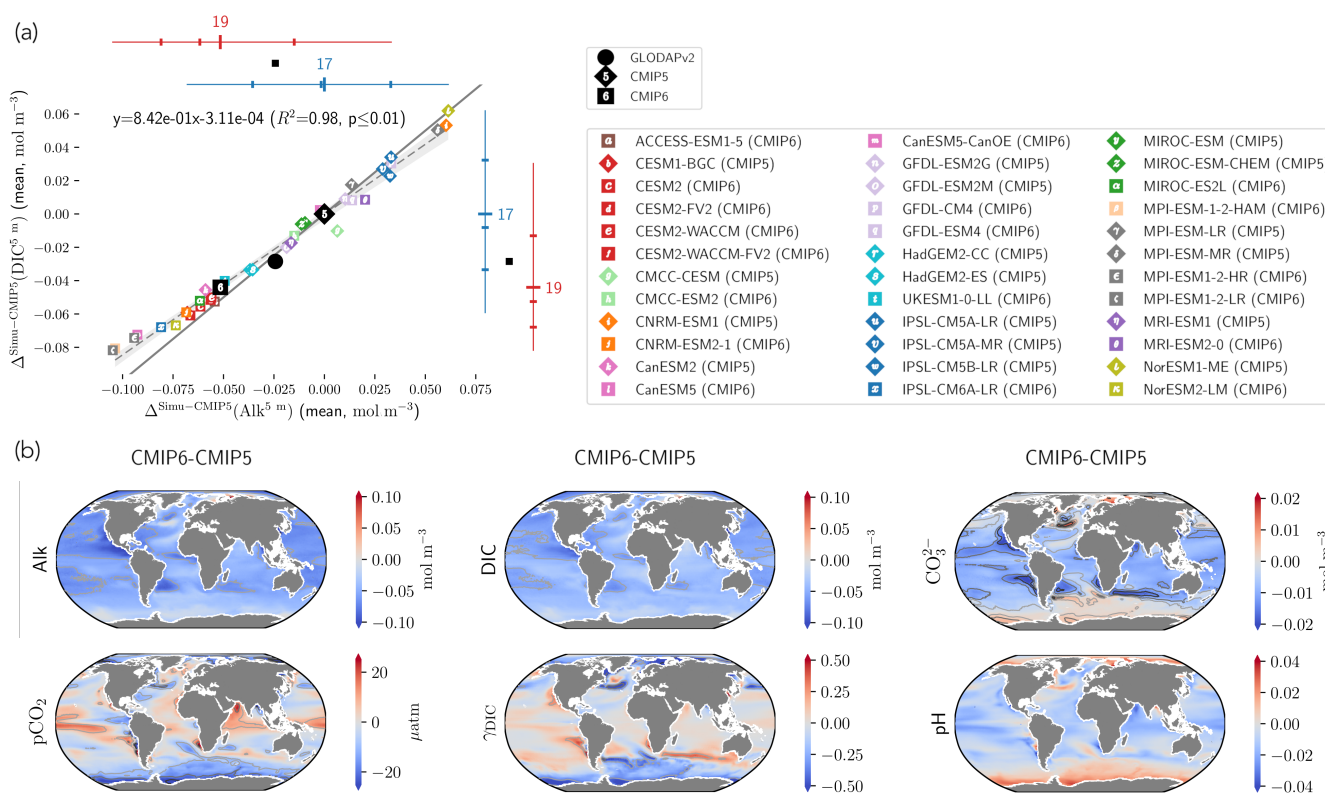 (a)
19
17
GLODAPv2
5 CMIP5
6 CMIP6
y=8.42e-01x-3.11e-04 (R²=0.98, p≤0.01)
Δ^Simu−CMIP5(DIC^5 m) (mean, mol m⁻³)
0.06
0.04
0.02
0.00
−0.02
−0.04
−0.06
−0.08
5
6
17
19
−0.100
−0.075
−0.050
−0.025
0.000
0.025
0.050
0.075
Δ^Simu−CMIP5(Alk^5 m) (mean, mol m⁻³)
a ACCESS-ESM1-5 (CMIP6)
b CESM1-BGC (CMIP5)
c CESM2 (CMIP6)
d CESM2-FV2 (CMIP6)
e CESM2-WACCM (CMIP6)
f CESM2-WACCM-FV2 (CMIP6)
g CMCC-CESM (CMIP5)
h CMCC-ESM2 (CMIP6)
i CNRM-ESM1 (CMIP5)
j CNRM-ESM2-1 (CMIP6)
k CanESM2 (CMIP5)
l CanESM5 (CMIP6)
m CanESM5-CanOE (CMIP6)
n GFDL-ESM2G (CMIP5)
o GFDL-ESM2M (CMIP5)
p GFDL-CM4 (CMIP6)
q GFDL-ESM4 (CMIP6)
r HadGEM2-CC (CMIP5)
s HadGEM2-ES (CMIP5)
t UKESM1-0-LL (CMIP6)
u IPSL-CM5A-LR (CMIP5)
v IPSL-CM5A-MR (CMIP5)
w IPSL-CM5B-LR (CMIP5)
x IPSL-CM6A-LR (CMIP6)
y MIROC-ESM (CMIP5)
z MIROC-ESM-CHEM (CMIP5)
α MIROC-ES2L (CMIP6)
β MPI-ESM-1-2-HAM (CMIP6)
γ MPI-ESM-LR (CMIP5)
δ MPI-ESM-MR (CMIP5)
ε MPI-ESM1-2-HR (CMIP6)
ζ MPI-ESM1-2-LR (CMIP6)
η MRI-ESM1 (CMIP5)
θ MRI-ESM2-0 (CMIP6)
ι NorESM1-ME (CMIP5)
κ NorESM2-LM (CMIP6)
(b)
CMIP6-CMIP5
CMIP6-CMIP5
CMIP6-CMIP5
Alk
0.10
0.05
0.00
−0.05
−0.10
mol m⁻³
DIC
0.10
0.05
0.00
−0.05
−0.10
mol m⁻³
CO₃²⁻
0.02
0.01
0.00
−0.01
−0.02
mol m⁻³
pCO₂
20
0
−20
μatm
γDIC
0.50
0.25
0.00
−0.25
−0.50
pH
0.04
0.02
0.00
−0.02
−0.04